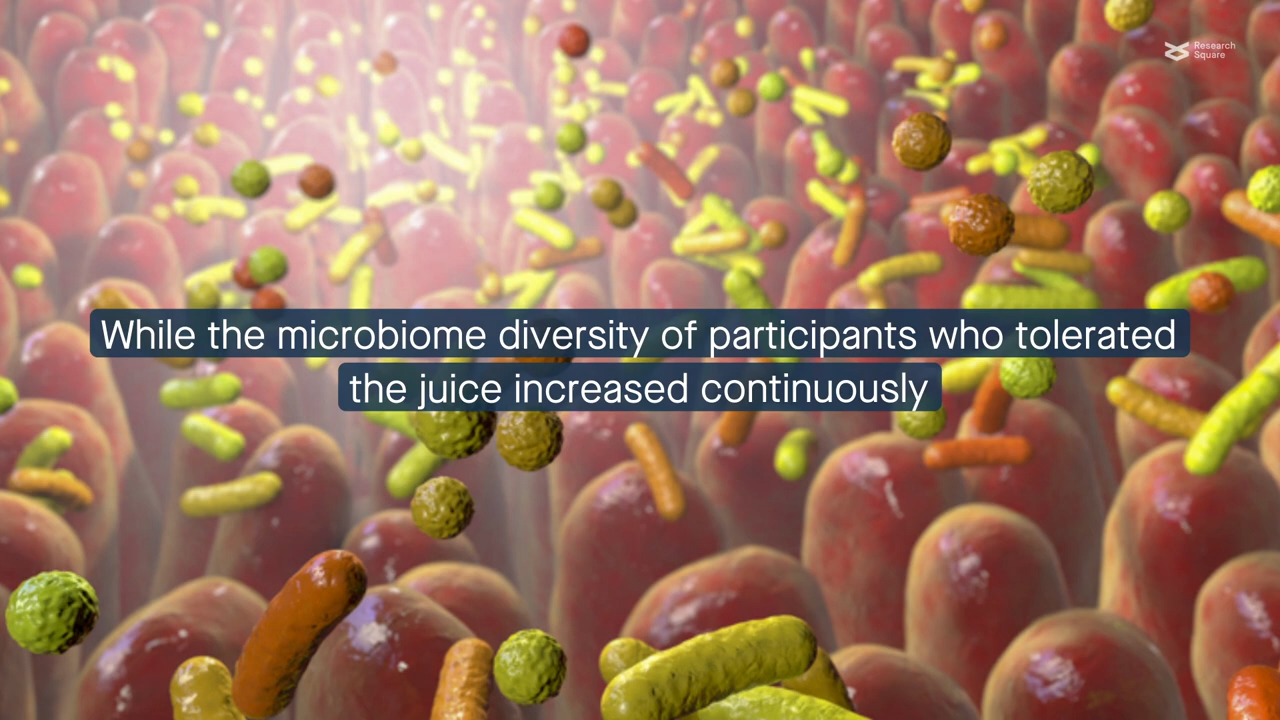 Research
Square
While the microbiome diversity of participants who tolerated
the juice increased continuously